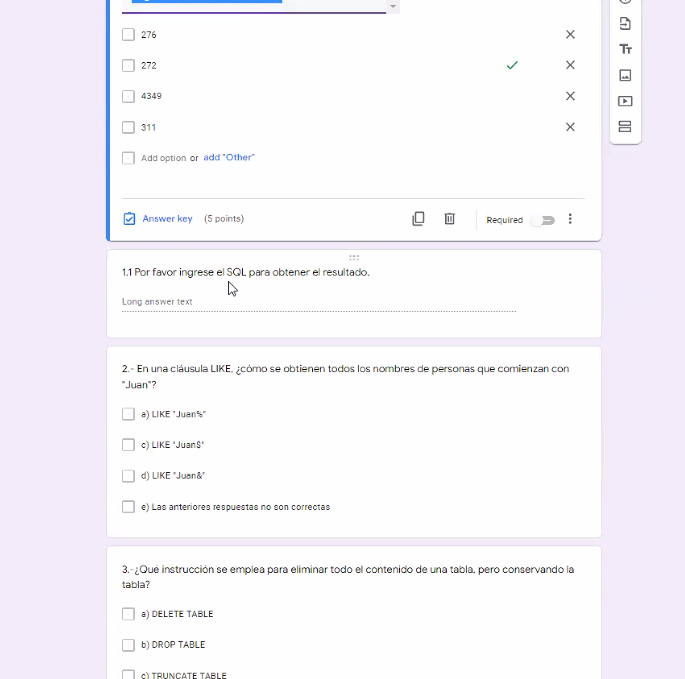 276
272
4349
311
Add option or add "Other"
Answer key (5 points)
Required
Tт
1.1 Por favor ingrese el SQL para obtener el resultado.
Long answer text
2.- En una cláusula LIKE, ¿cómo se obtienen todos los nombres de personas que comienzan con
"Juan"?
a) LIKE "Juan%"
c) LIKE "Juan$"
d) LIKE "Juan&"
e) Las anteriores respuestas no son correctas
3.-¿Qué instrucción se emplea para eliminar todo el contenido de una tabla, pero conservando la
tabla?
a) DELETE TABLE
b) DROP TABLE
c) TRUNCATE TABLE